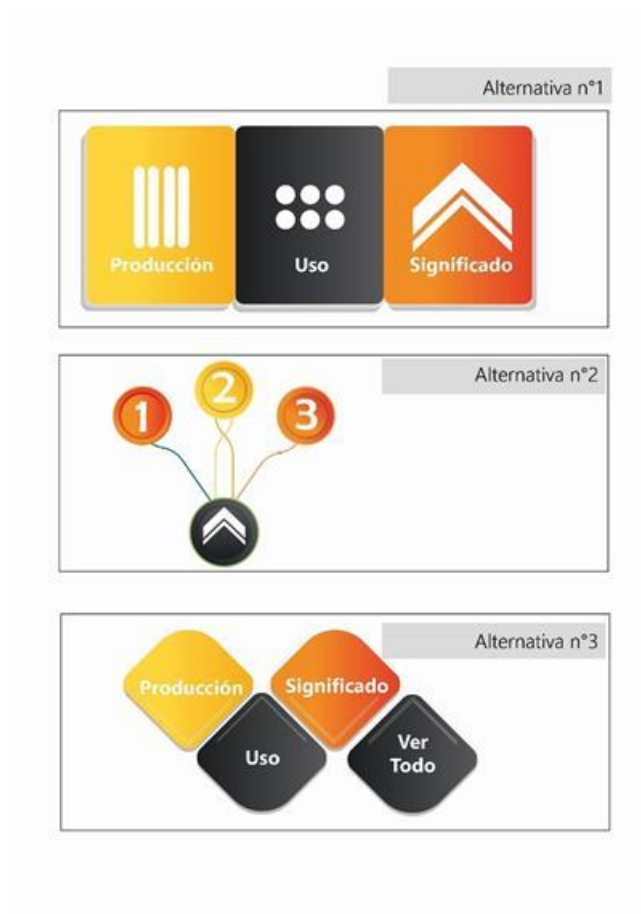 Alternativa n°1
Producción
Uso
Significado
Alternativa n°2
1
2
3
Alternativa n°3
Producción
Significado
Uso
Ver
Todo